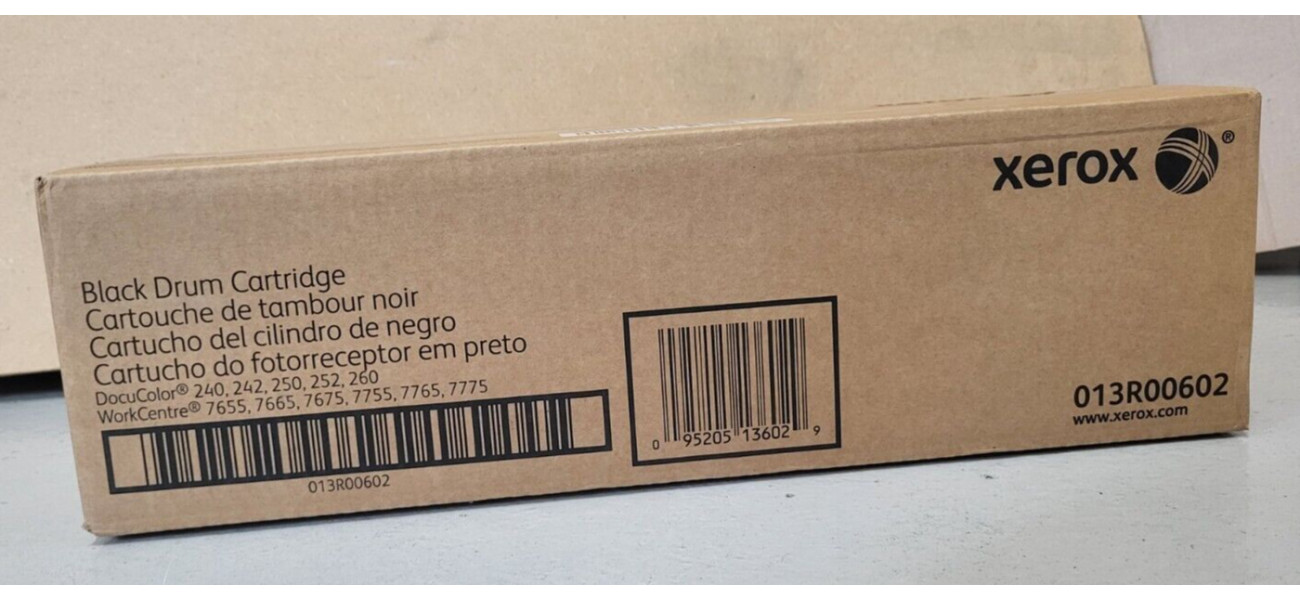 xerox ®
Black Drum Cartridge
Cartouche de tambour noir
Cartucho del cilindro de negro
Cartucho do fotorreceptor em preto
DocuColor® 240, 242, 250, 252, 260
WorkCentre® 7655, 7665, 7675, 7755, 7765, 7775
013R00602
0 95205 13602 9
013R00602
www.xerox.com